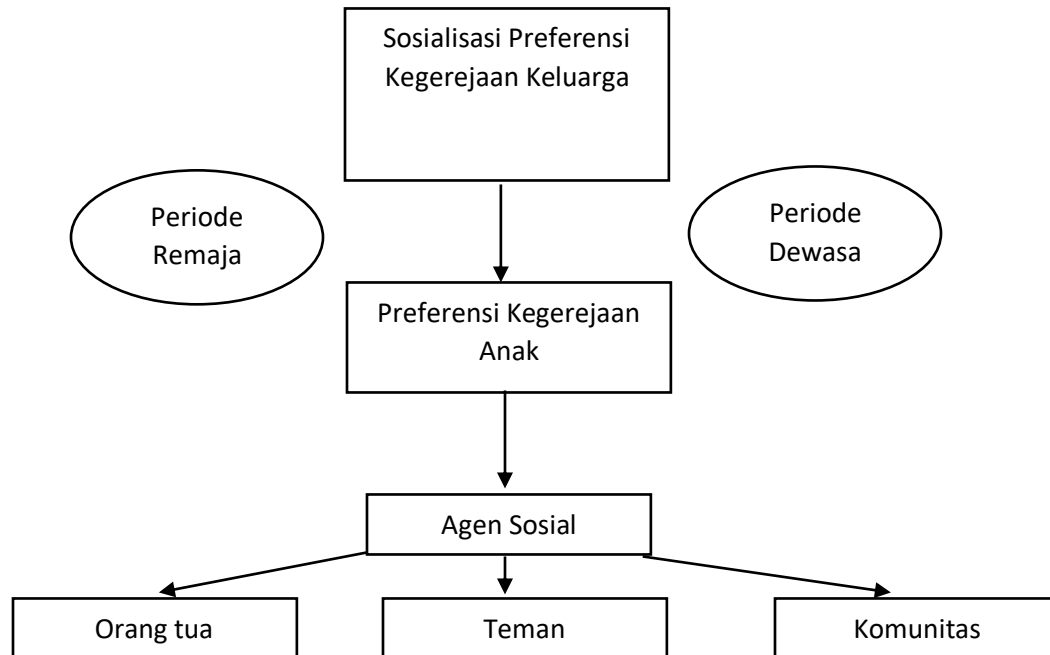 Sosialisasi Preferensi
Kegerejaan Keluarga
Periode
Remaja
Periode
Dewasa
Preferensi Kegerejaan
Anak
Agen Sosial
Orang tua
Teman
Komunitas